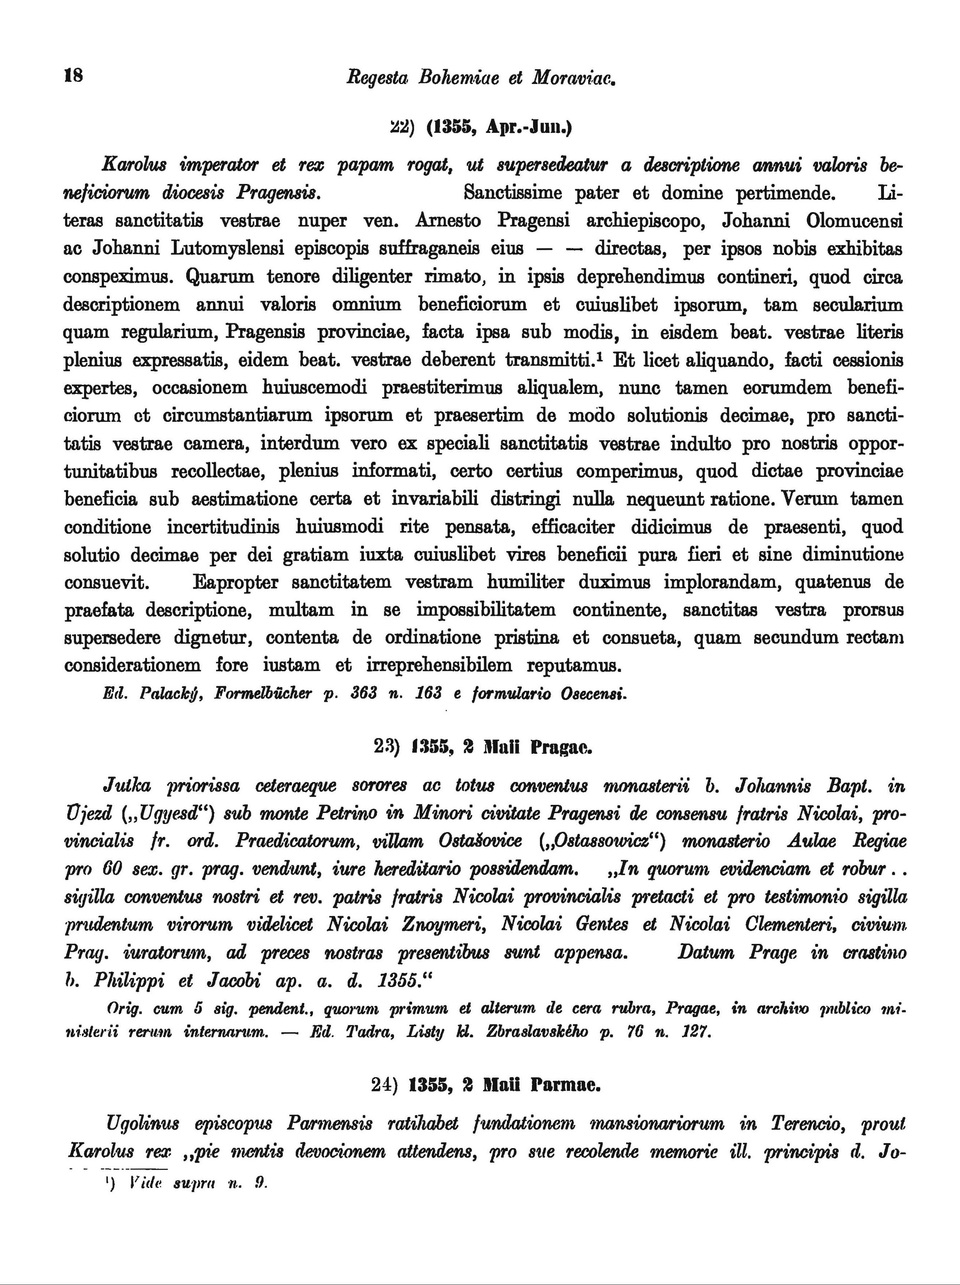 18 Regesta Bohemiae et Moraviae.
22) (1355, Apr.-Jun.)
Karolus imperator et rex papam rogat, ut supersedeatur a descriptione annui valoris be-
neficiorum diocesis Pragensis. Sanctissime pater et domine pertimende. Li-
teras sanctitatis vestrae nuper ven. Arnesto Pragensi archiepiscopo, Johanni Olomucensi
ac Johanni Lutomyslensi episcopis suffraganeis eius — — directas, per ipsos nobis exhibitas
conspeximus. Quarum tenore diligenter rimato, in ipsis deprehendimus contineri, quod circa
descriptionem annui valoris omnium beneficiorum et cuiuslibet ipsorum, tam secularium
quam regularium, Pragensis provinciae, facta ipsa sub modis, in eisdem beat. vestrae literis
plenius expressatis, eidem beat. vestrae deberent transmitti.¹ Et licet aliquando, facti cessionis
expertes, occasionem huiuscemodi praestiterimus aliqualem, nunc tamen eorumdem benefi-
ciorum et circumstantiarum ipsorum et praesertim de modo solutionis decimae, pro sancti-
tatis vestrae camera, interdum vero ex speciali sanctitatis vestrae indulto pro nostris oppor-
tunitatibus recollectae, plenius informati, certo certius comperimus, quod dictae provinciae
beneficia sub aestimatione certa et invariabili distringi nulla nequeunt ratione. Verum tamen
conditione incertitudinis huiusmodi rite pensata, efficaciter didicimus de praesenti, quod
solutio decimae per dei gratiam iuxta cuiuslibet vires beneficii pura fieri et sine diminutione
consuevit. Eapropter sanctitatem vestram humiliter duximus implorandam, quatenus de
praefata descriptione, multam in se impossibilitatem continente, sanctitas vestra prorsus
supersedere dignetur, contenta de ordinatione pristina et consueta, quam secundum rectam
considerationem fore iustam et irreprehensibilem reputamus.
Ed. Palacký, Formelbücher p. 363 n. 163 e formulario Osecensi.
23) 1355, 2 Maii Pragae.
Jutka priorissa ceteraeque sorores ac totus conventus monasterii b. Johannis Bapt. in
Újezd („Ugyesd“) sub monte Petrino in Minori civitate Pragensi de consensu fratris Nicolai, pro-
vincialis fr. ord. Praedicatorum, villam Ostašovice („Ostassowicz“) monasterio Aulae Regiae
pro 60 sex. gr. prag. vendunt, iure hereditario possidendam. „In quorum evidenciam et robur . .
sigilla conventus nostri et rev. patris fratris Nicolai provincialis pretacti et pro testimonio sigilla
prudentum virorum videlicet Nicolai Znoymeri, Nicolai Gentes et Nicolai Clementeri, civium
Prag. iuratorum, ad preces nostras presentibus sunt appensa. Datum Prage in crastino
b. Philippi et Jacobi ap. a. d. 1355.“
Orig. cum 5 sig. pendent., quorum primum et alterum de cera rubra, Pragae, in archivo publico mi-
nisterii rerum internarum. — Ed. Tadra, Listy kl. Zbraslavského p. 76 n. 127.
24) 1355, 2 Maii Parmae.
Ugolinus episcopus Parmensis ratihabet fundationem mansionariorum in Terencio, prout
Karolus rex „pie mentis devocionem attendens, pro sue recolende memorie ill. principis d. Jo-
¹) Vide supra n. 9.